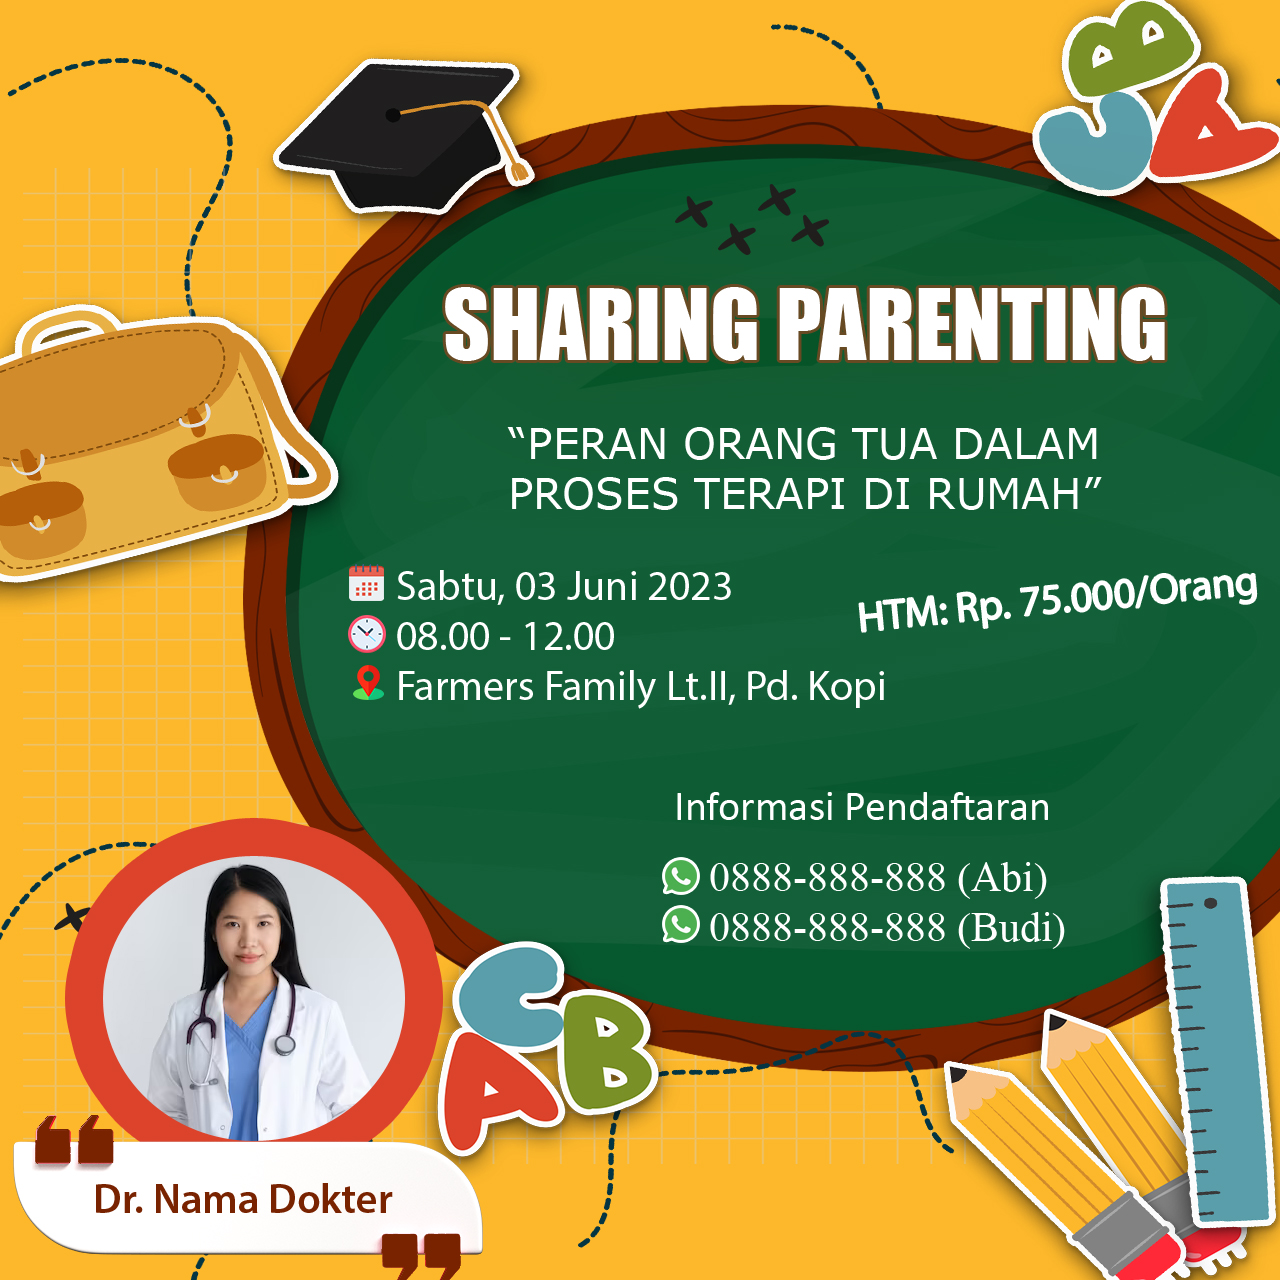 SHARING PARENTING
“PERAN ORANG TUA DALAM
PROSES TERAPI DI RUMAH”
Sabtu, 03 Juni 2023
08.00 - 12.00
Farmers Family Lt.II, Pd. Kopi
HTM: Rp. 75.000/Orang
Informasi Pendaftaran
0888-888-888 (Abi)
0888-888-888 (Budi)
Dr. Nama Dokter
A B C
A C B